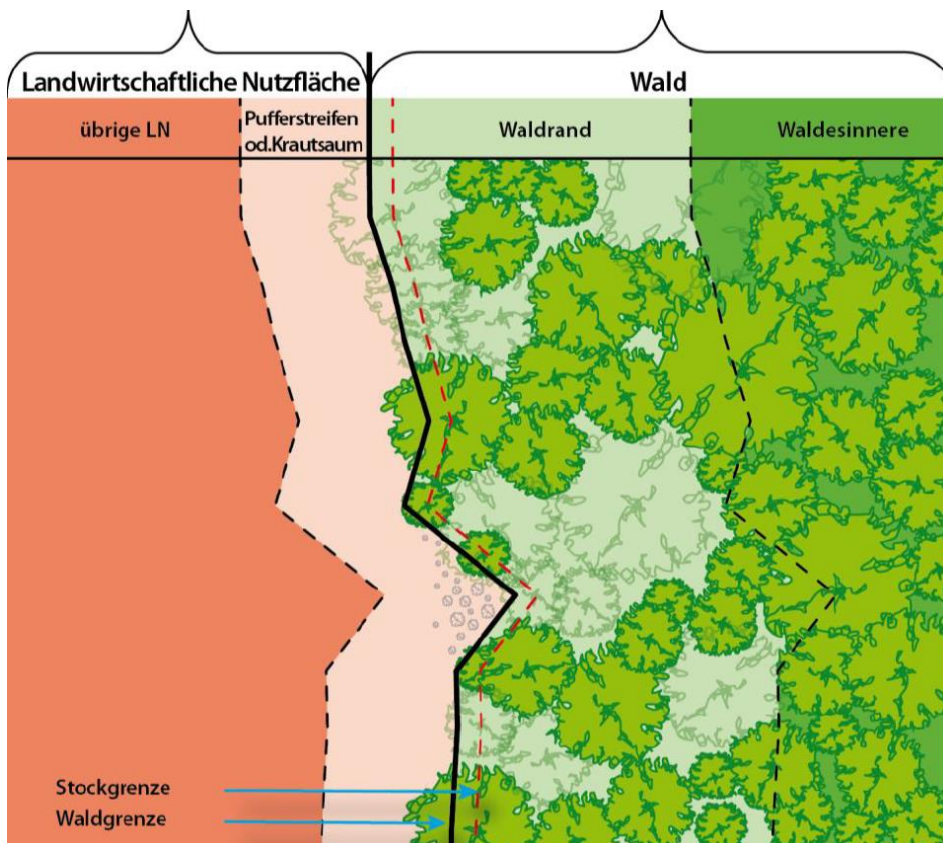 Landwirtschaftliche Nutzfläche
Wald
übrige LN
Pufferstreifen
od.Krautsaum
Waldrand
Waldesinnere
Stockgrenze
Waldgrenze